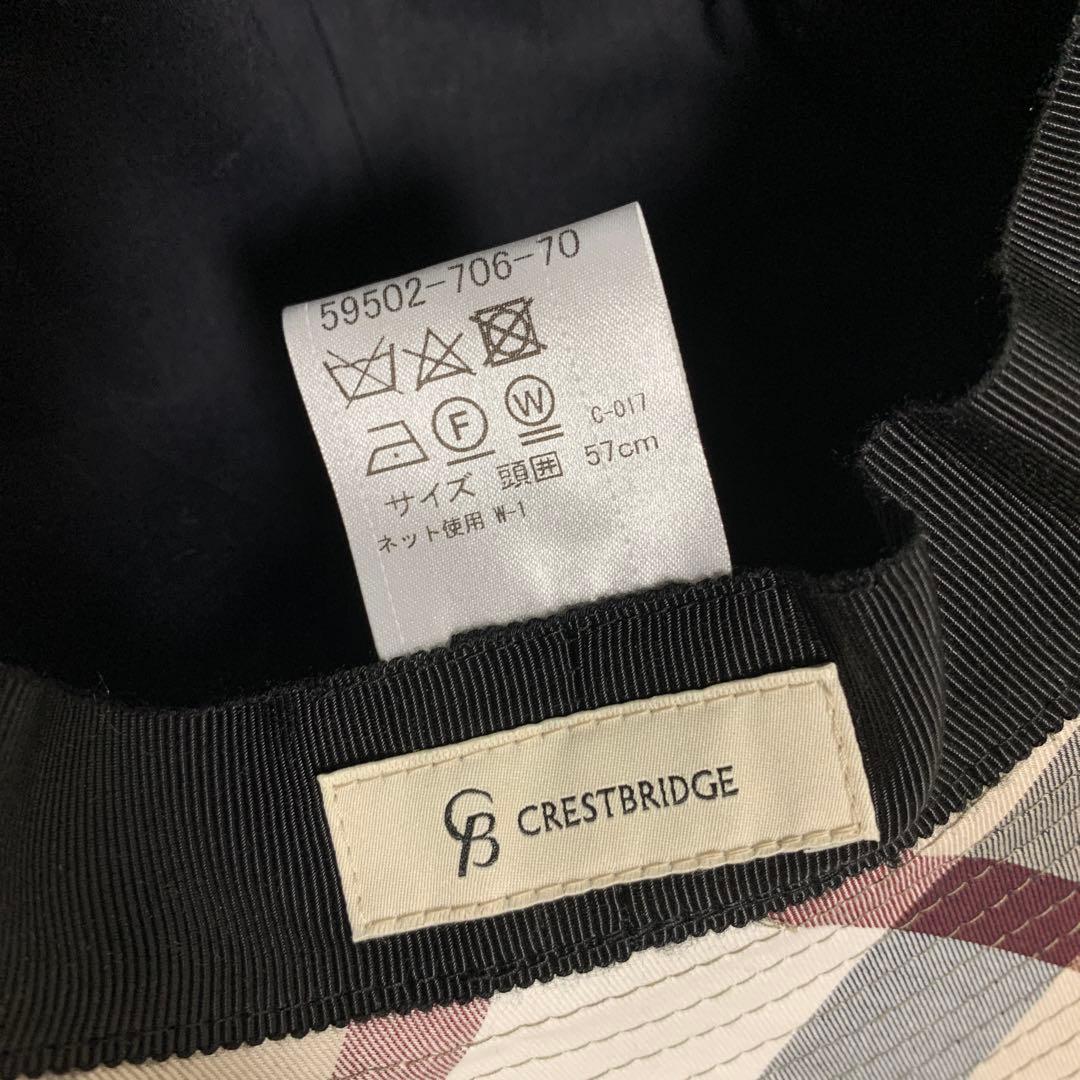 59502-706-70
F W C-017
サイズ 頭囲 57cm
ネット使用 W-1
CB CRESTBRIDGE